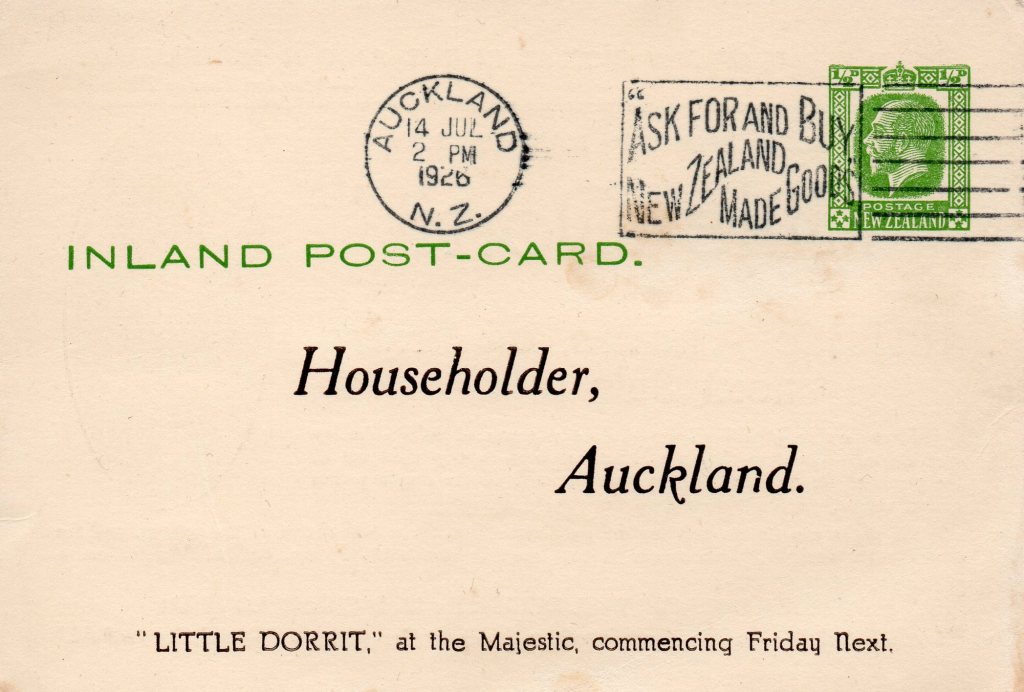 AUCKLAND
14 JUL
2 PM
1926
N.Z.
"ASK FOR AND BUY
NEW ZEALAND
MADE GOODS"
½D ½D
POSTAGE
NEW ZEALAND
INLAND POST-CARD.
Householder,
Auckland.
"LITTLE DORRIT," at the Majestic, commencing Friday Next.